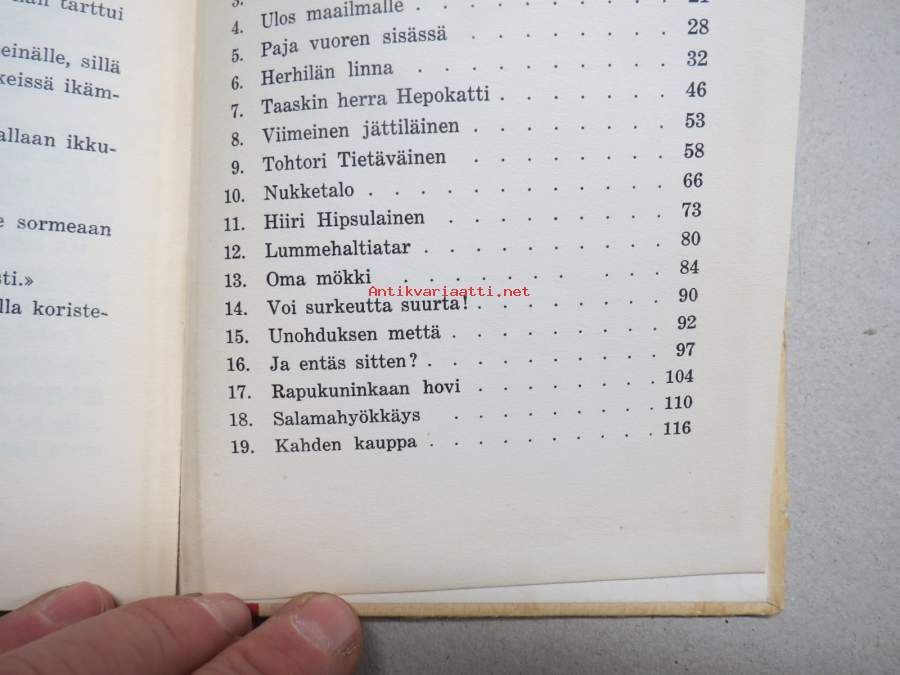 tarttui
einälle, sillä
keissä ikäm-
allaan ikku-
sormeaan
sti.»
lla koriste-
3.
4. Ulos maailmalle . . . . . . . . . 21
5. Paja vuoren sisässä . . . . . . . . 28
6. Herhilän linna . . . . . . . . . . 32
7. Taaskin herra Hepokatti . . . . . . . 46
8. Viimeinen jättiläinen . . . . . . . . 53
9. Tohtori Tietäväinen . . . . . . . . 58
10. Nukketalo . . . . . . . . . . . . 66
11. Hiiri Hipsulainen . . . . . . . . . 73
12. Lummehaltiatar . . . . . . . . . . 80
13. Oma mökki . . . . . . . . . . 84
Antikvariaatti.net
14. Voi surkeutta suurta! . . . . . . . . 90
15. Unohduksen mettä . . . . . . . . . 92
16. Ja entäs sitten? . . . . . . . . . . 97
17. Rapukuninkaan hovi . . . . . . . . 104
18. Salamahyökkäys . . . . . . . . . 110
19. Kahden kauppa . . . . . . . . . . 116